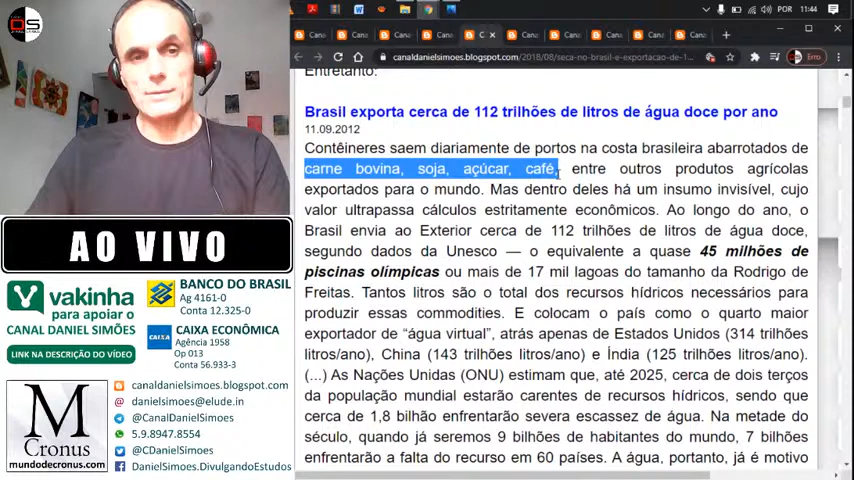 OS
POR
11:44
Cana
Cana
Cana
Cana
C
Can
Cana
Cana
Cana
canaldanielsimoes.blogspot.com/2018/08/seca-no-brasil-e-exportacao-de-1...
Erro
Entretanto:
Brasil exporta cerca de 112 trilhões de litros de água doce por ano
11.09.2012
Contêineres saem diariamente de portos na costa brasileira abarrotados de
carne bovina, soja, açúcar, café, entre outros produtos agrícolas
exportados para o mundo. Mas dentro deles há um insumo invisível, cujo
valor ultrapassa cálculos estritamente econômicos. Ao longo do ano, o
Brasil envia ao Exterior cerca de 112 trilhões de litros de água doce,
segundo dados da Unesco — o equivalente a quase 45 milhões de
piscinas olímpicas ou mais de 17 mil lagoas do tamanho da Rodrigo de
Freitas. Tantos litros são o total dos recursos hídricos necessários para
produzir essas commodities. E colocam o país como o quarto maior
exportador de “água virtual”, atrás apenas de Estados Unidos (314 trilhões
litros/ano), China (143 trilhões litros/ano) e Índia (125 trilhões litros/ano).
(...) As Nações Unidas (ONU) estimam que, até 2025, cerca de dois terços
da população mundial estarão carentes de recursos hídricos, sendo que
cerca de 1,8 bilhão enfrentarão severa escassez de água. Na metade do
século, quando já seremos 9 bilhões de habitantes do mundo, 7 bilhões
enfrentarão a falta do recurso em 60 países. A água, portanto, já é motivo
AO VIVO
vakinha
para apoiar o
CANAL DANIEL SIMÕES
LINK NA DESCRIÇÃO DO VÍDEO
BANCO DO BRASIL
Ag 4161-0
Conta 12.325-0
CAIXA
CAIXA ECONÔMICA
Agência 1958
Op 013
Conta 56.933-3
M
Cronus
mundodecronus.com
canaldanielsimoes.blogspot.com
danielsimoes@elude.in
@CanalDanielSimoes
5.9.8947.8554
@CDanielSimoes
DanielSimoes.DivulgandoEstudos